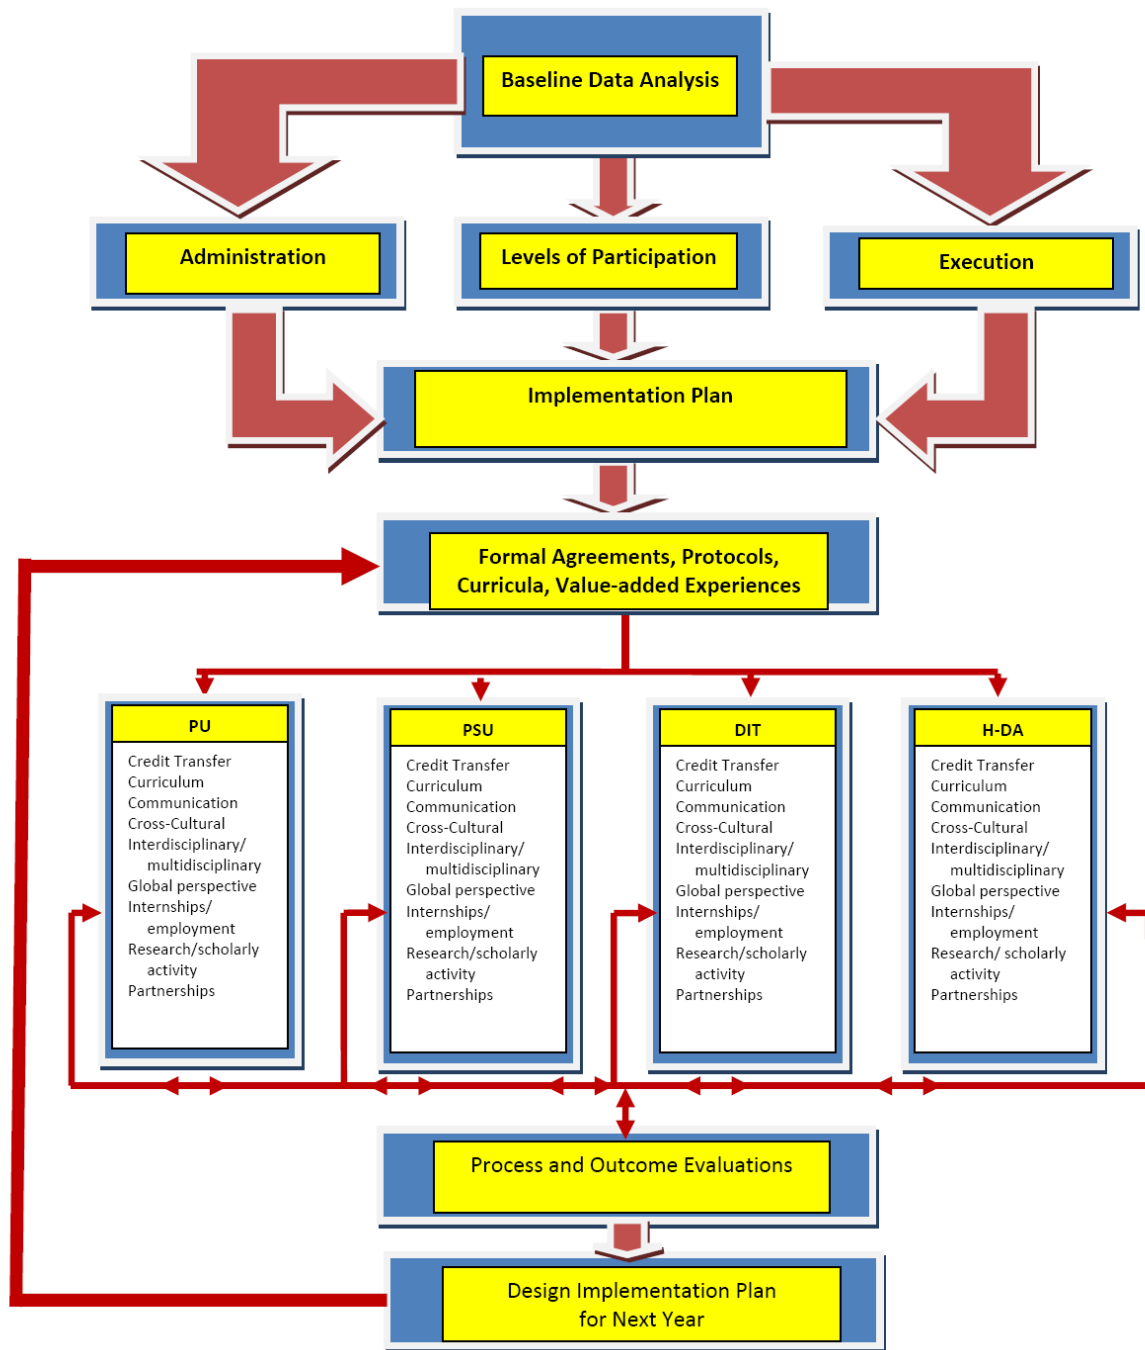 Baseline Data Analysis
Administration
Levels of Participation
Execution
Implementation Plan
Formal Agreements, Protocols,
Curricula, Value-added Experiences
PU
Credit Transfer
Curriculum
Communication
Cross-Cultural
Interdisciplinary/
multidisciplinary
Global perspective
Internships/
employment
Research/scholarly
activity
Partnerships
PSU
Credit Transfer
Curriculum
Communication
Cross-Cultural
Interdisciplinary/
multidisciplinary
Global perspective
Internships/
employment
Research/scholarly
activity
Partnerships
DIT
Credit Transfer
Curriculum
Communication
Cross-Cultural
Interdisciplinary/
multidisciplinary
Global perspective
Internships/
employment
Research/scholarly
activity
Partnerships
H-DA
Credit Transfer
Curriculum
Communication
Cross-Cultural
Interdisciplinary/
multidisciplinary
Global perspective
Internships/
employment
Research/ scholarly
activity
Partnerships
Process and Outcome Evaluations
Design Implementation Plan
for Next Year